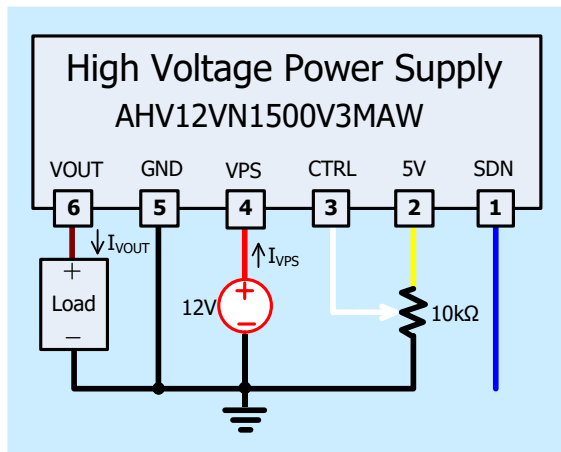 High Voltage Power Supply
AHV12VN1500V3MAW
VOUT GND VPS CTRL 5V SDN
6 5 4 3 2 1
↓ IVOUT ↑ IVPS
+
Load
−
12V
+
−
10kΩ